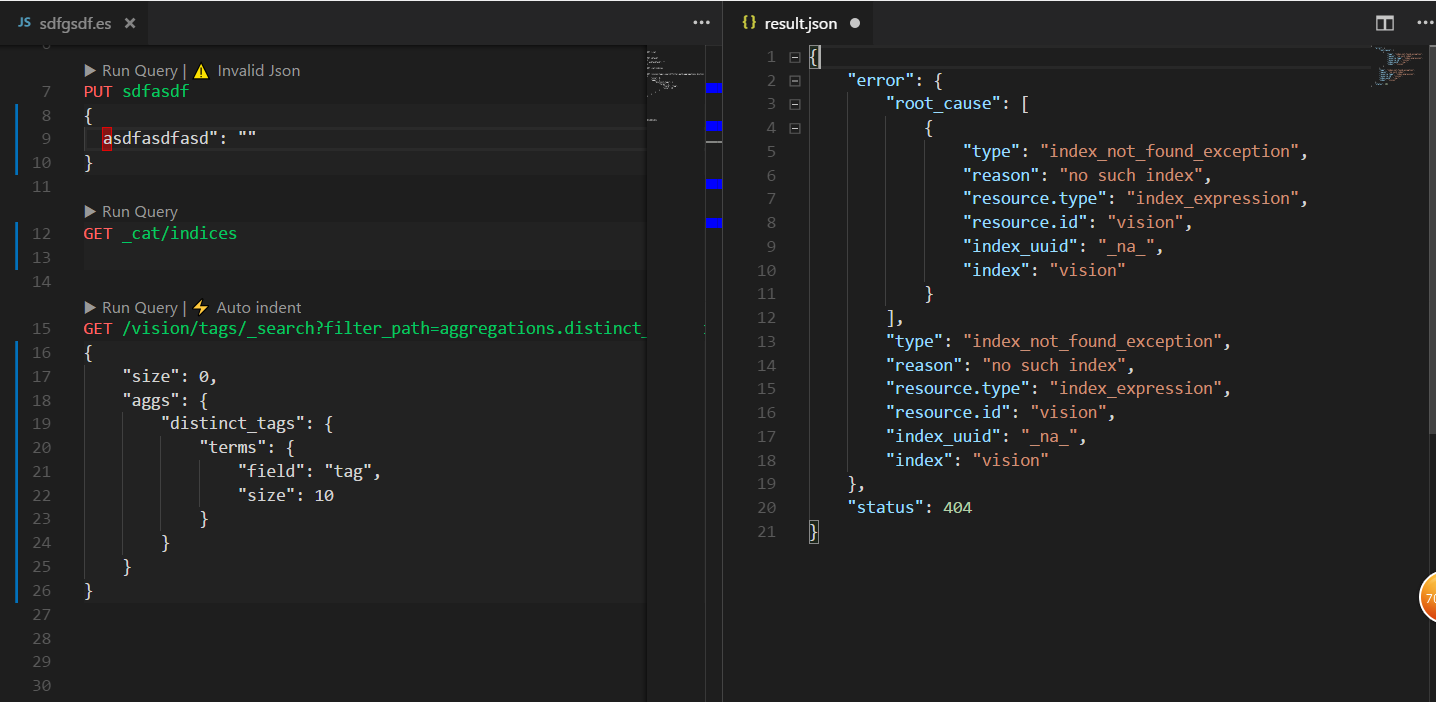 JS sdfgsdf.es × ···
6
▶ Run Query | ⚠ Invalid Json
7 PUT sdfasdf
8 {
9 asdfasdfasd": ""
10 }
11
▶ Run Query
12 GET _cat/indices
13
14
▶ Run Query | ⚡ Auto indent
15 GET /vision/tags/_search?filter_path=aggregations.distinct_
16 {
17 "size": 0,
18 "aggs": {
19 "distinct_tags": {
20 "terms": {
21 "field": "tag",
22 "size": 10
23 }
24 }
25 }
26 }
27
28
29
30
{} result.json ● ···
1 {
2 "error": {
3 "root_cause": [
4 {
5 "type": "index_not_found_exception",
6 "reason": "no such index",
7 "resource.type": "index_expression",
8 "resource.id": "vision",
9 "index_uuid": "_na_",
10 "index": "vision"
11 }
12 ],
13 "type": "index_not_found_exception",
14 "reason": "no such index",
15 "resource.type": "index_expression",
16 "resource.id": "vision",
17 "index_uuid": "_na_",
18 "index": "vision"
19 },
20 "status": 404
21 }
70